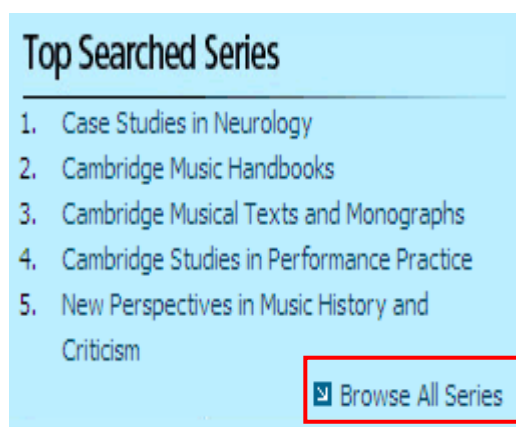 Top Searched Series
1. Case Studies in Neurology
2. Cambridge Music Handbooks
3. Cambridge Musical Texts and Monographs
4. Cambridge Studies in Performance Practice
5. New Perspectives in Music History and
Criticism
Browse All Series